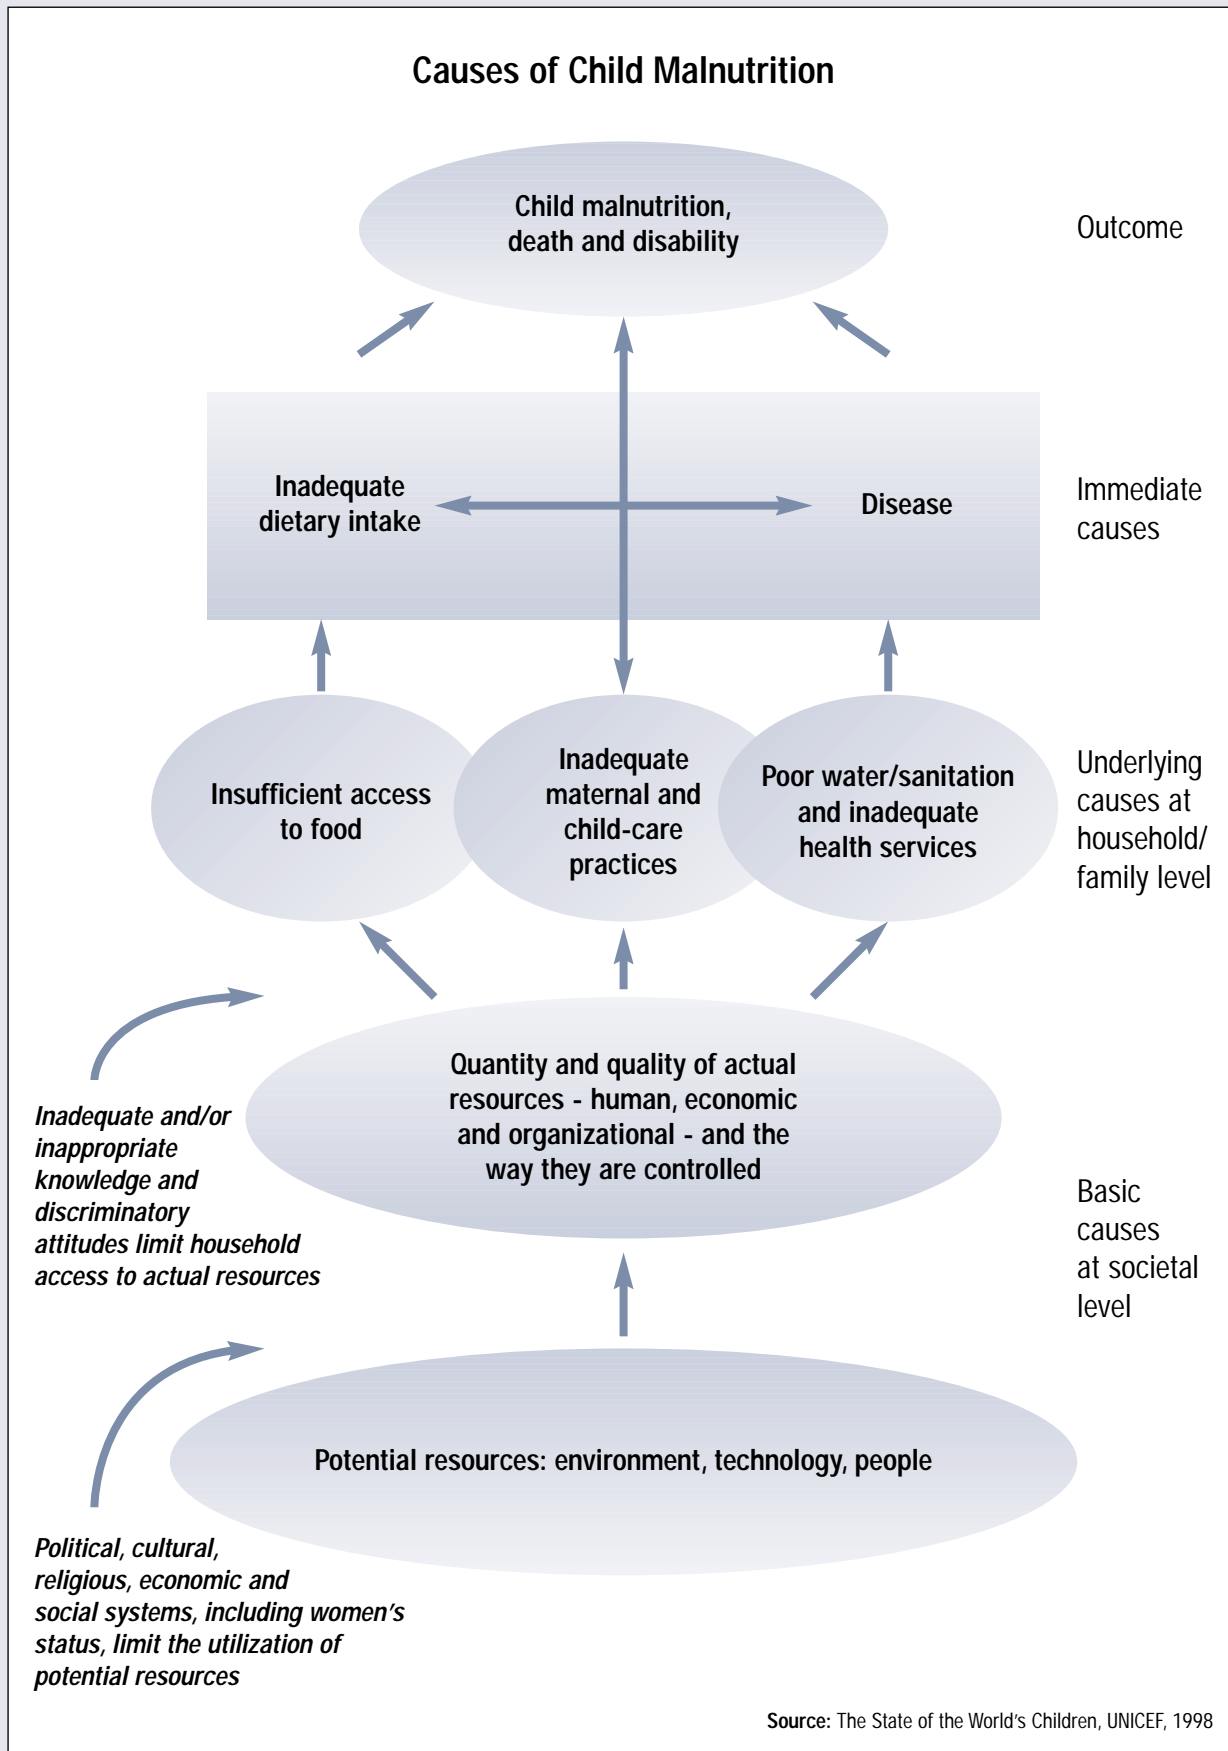 Causes of Child Malnutrition
Child malnutrition,
death and disability
Outcome
Inadequate
dietary intake
Disease
Immediate
causes
Insufficient access
to food
Inadequate
maternal and
child-care
practices
Poor water/sanitation
and inadequate
health services
Underlying
causes at
household/
family level
Quantity and quality of actual
resources - human, economic
and organizational - and the
way they are controlled
Inadequate and/or
inappropriate
knowledge and
discriminatory
attitudes limit household
access to actual resources
Basic
causes
at societal
level
Potential resources: environment, technology, people
Political, cultural,
religious, economic and
social systems, including women's
status, limit the utilization of
potential resources
Source: The State of the World's Children, UNICEF, 1998